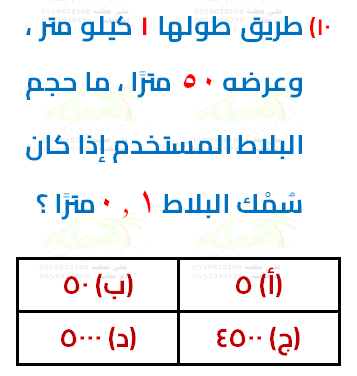 ١٠) طريق طولها ١ كيلو متر ،
وعرضه ٥٠ مترًا ، ما حجم
البلاط المستخدم إذا كان
سُمْك البلاط ٠,١ مترًا ؟
(أ) ٥ (ب) ٥٠
(ج) ٤٥٠٠ (د) ٥٠٠٠